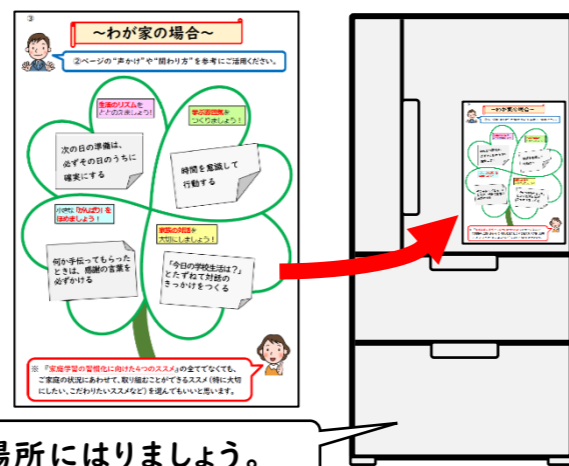 ③
～わが家の場合～
②ページの“声かけ”や“関わり方”を参考にご活用ください。
生活のリズムを
ととのえましょう！
次の日の準備は、
必ずその日のうちに
確実にする
学ぶ雰囲気を
つくりましょう！
時間を意識して
行動する
小さな「がんばり」を
ほめましょう！
何か手伝ってもらった
ときは、感謝の言葉を
必ずかける
家族の対話を
大切にしましょう！
「今日の学校生活は？」
とたずねて対話の
きっかけをつくる
※ 『家庭学習の習慣化に向けた4つのススメ』の全てでなくても、
ご家庭の状況にあわせて、取り組むことができるススメ（特に大切
にしたい、こだわりたいススメなど）を選んでもいいと思います。
～わが家の場合～
場所にはりましょう。